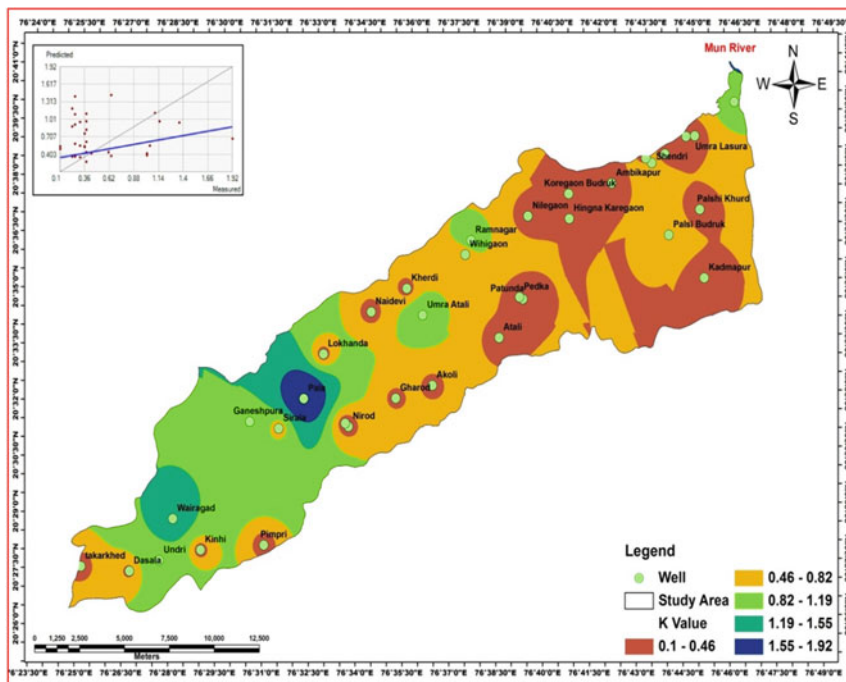 76°24'0"E 76°25'30"E 76°27'0"E 76°28'30"E 76°30'0"E 76°31'30"E 76°33'0"E 76°34'30"E 76°36'0"E 76°37'30"E 76°39'0"E 76°40'30"E 76°42'0"E 76°43'30"E 76°45'0"E 76°46'30"E 76°48'0"E 76°49'30"E
Mun River
N
W E
S
Predicted
1.92
1.617
1.313
1.01
0.707
0.403
0.1 0.36 0.62 0.88 1.14 1.4 1.66 1.92
Measured
Umra Lasura
Shendri
Ambikapur
Koregaon Budruk
Palshi Khurd
Nilegaon
Hingna Karegaon
Ramnagar
Palsi Budruk
Wihigaon
Kadmapur
Kherdi
Patunda
Pedka
Naidevi
Umra Atali
Atali
Lokhanda
Akoli
Pala
Gharod
Ganeshpura
Sirala
Nirod
Wairagad
Kinhi
Pimpri
Undri
takarkhed
Dasala
Legend
Well
Study Area
K Value
0.1 - 0.46
0.46 - 0.82
0.82 - 1.19
1.19 - 1.55
1.55 - 1.92
0 1,250 2,500 5,000 7,500 10,000 12,500
Meters
76°23'30"E 76°25'0"E 76°26'30"E 76°28'0"E 76°29'30"E 76°31'0"E 76°32'30"E 76°34'0"E 76°35'30"E 76°37'0"E 76°38'30"E 76°40'0"E 76°41'30"E 76°43'0"E 76°44'30"E 76°46'0"E 76°47'30"E 76°49'0"E